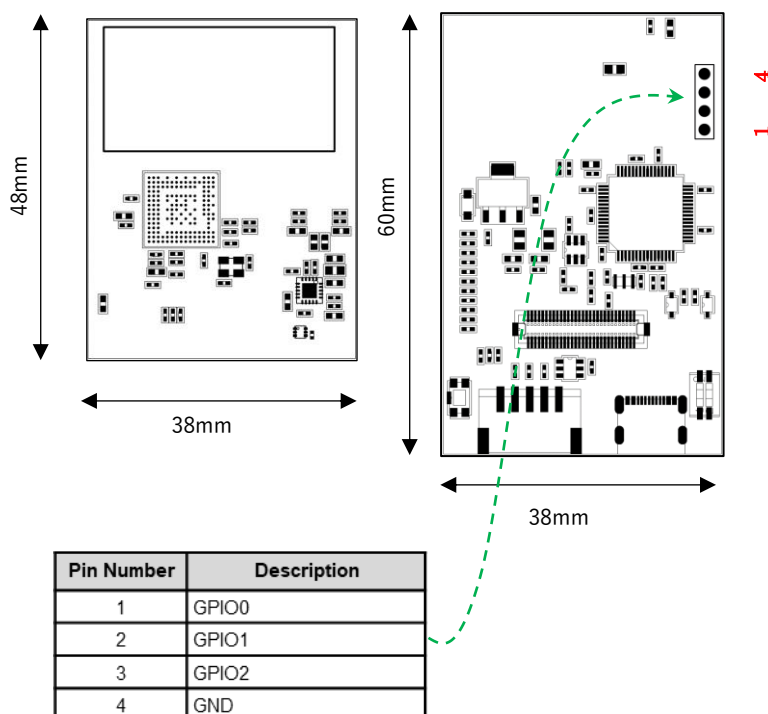 48mm
38mm
60mm
38mm
4
1
Pin Number Description
1 GPIO0
2 GPIO1
3 GPIO2
4 GND